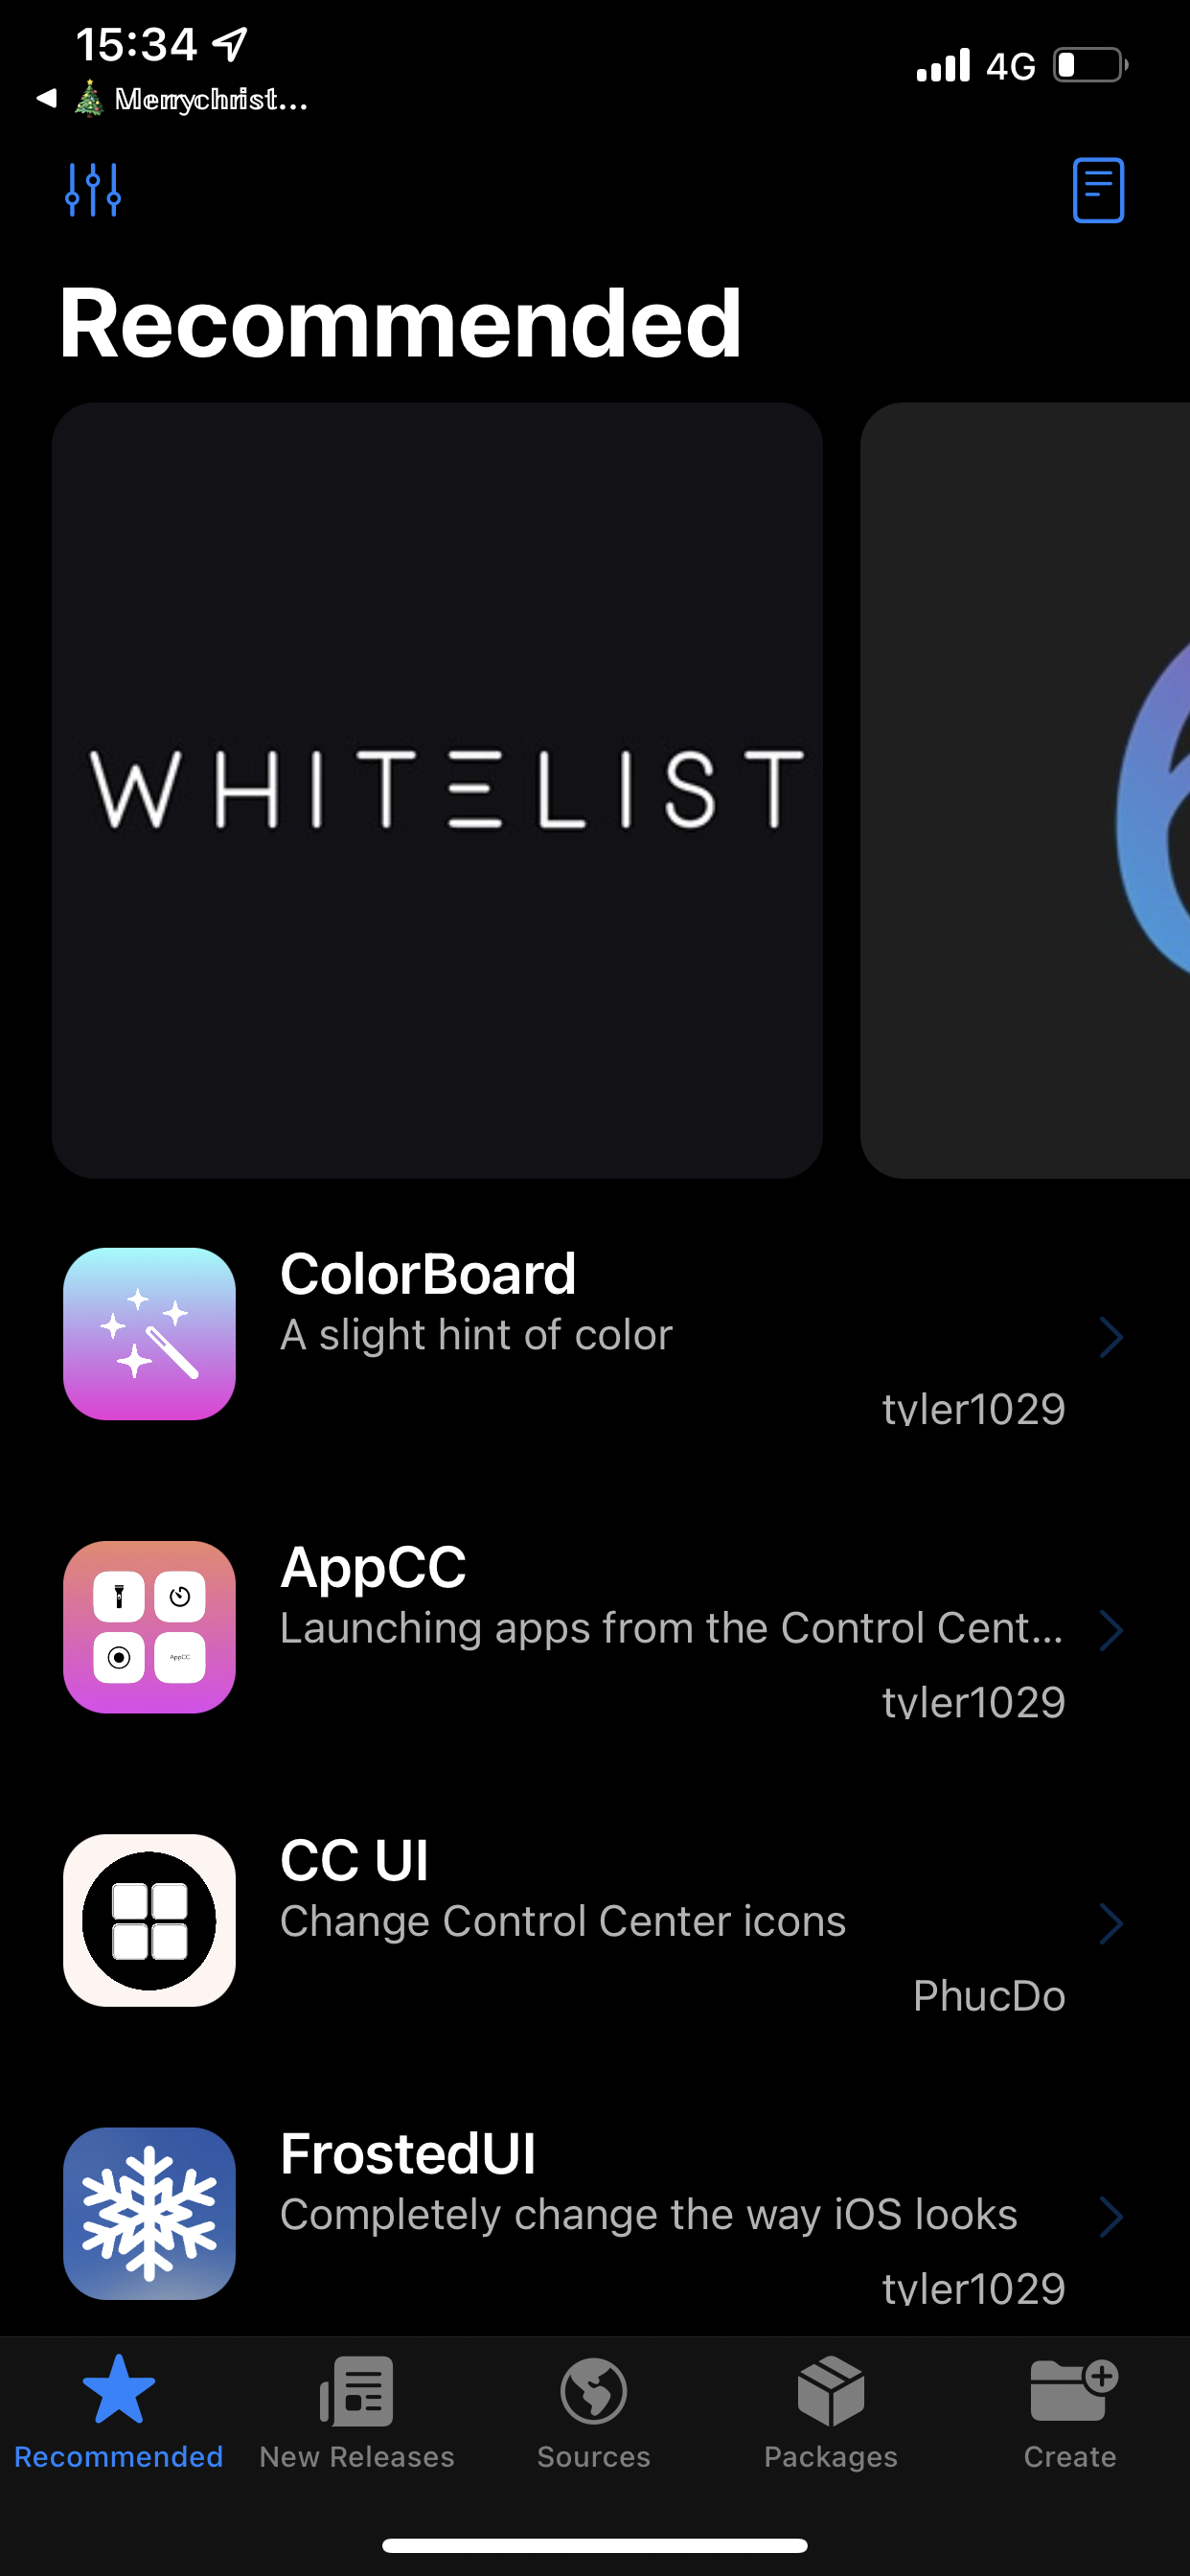 15:34
4G
Merrychrist...
Recommended
WHITELIST
ColorBoard
A slight hint of color
tyler1029
AppCC
AppCC
Launching apps from the Control Cent...
tyler1029
CC UI
Change Control Center icons
PhucDo
FrostedUI
Completely change the way iOS looks
tyler1029
Recommended
New Releases
Sources
Packages
Create